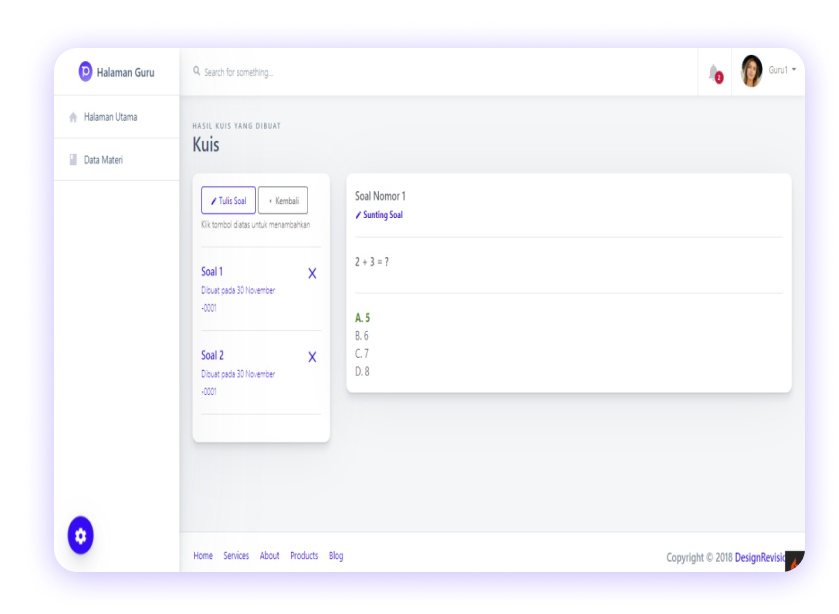 Halaman Guru
Search for something...
2
Guru1
Halaman Utama
Data Materi
HASIL KUIS YANG DIBUAT
Kuis
Tulis Soal
Kembali
Klik tombol diatas untuk menambahkan
Soal 1
X
Dibuat pada 30 November
-0001
Soal 2
X
Dibuat pada 30 November
-0001
Soal Nomor 1
Sunting Soal
2 + 3 = ?
A. 5
B. 6
C. 7
D. 8
Home Services About Products Blog
Copyright © 2018 DesignRevisio